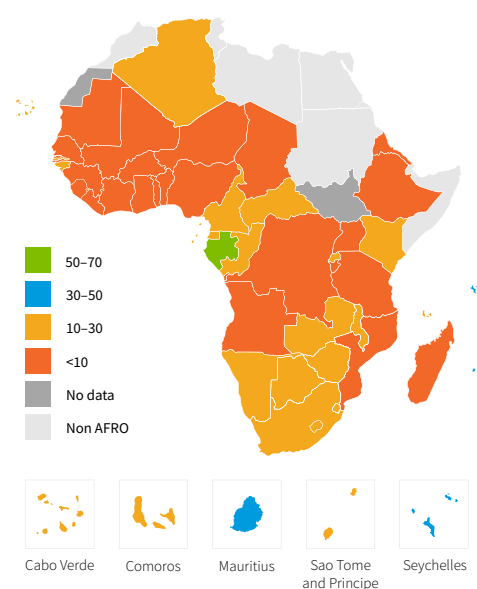 50–70
30–50
10–30
<10
No data
Non AFRO
Cabo Verde
Comoros
Mauritius
Sao Tome
and Principe
Seychelles